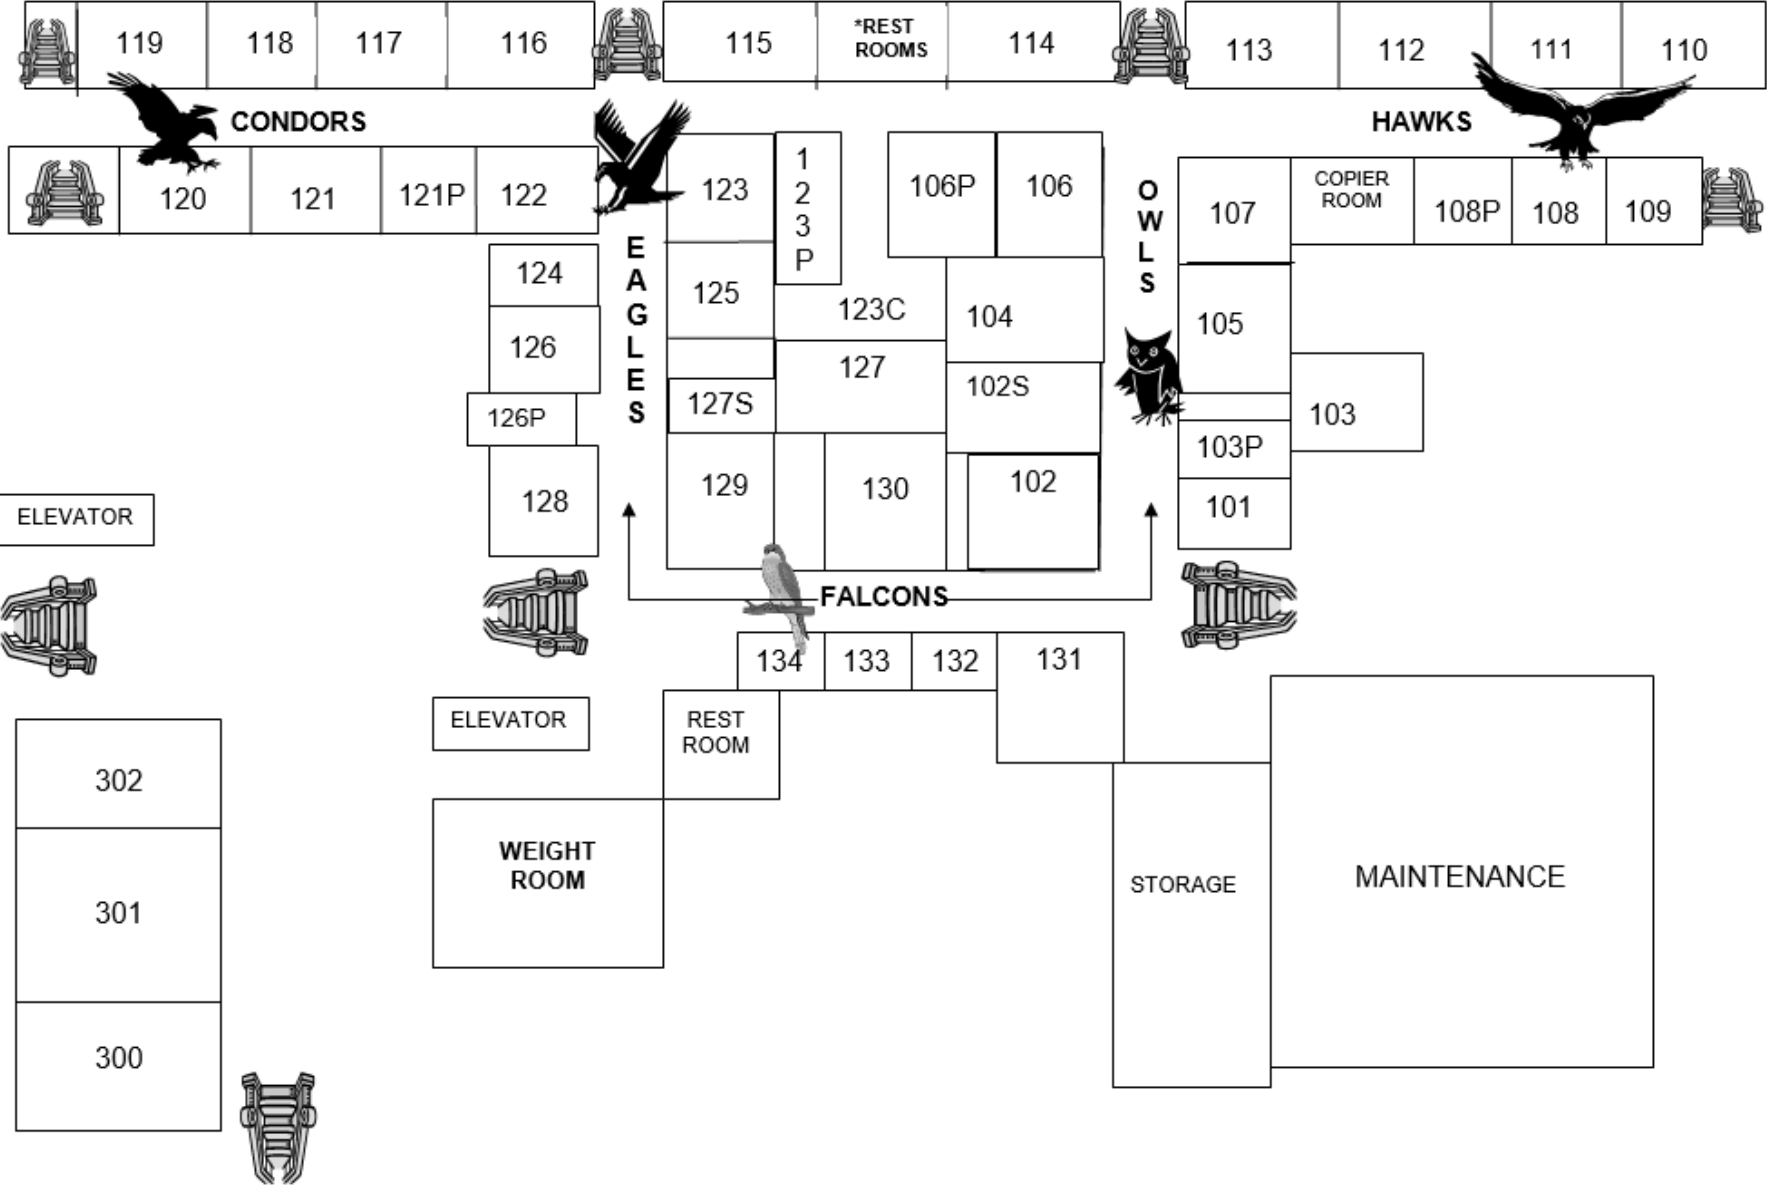 119
118
117
116
115
*REST
ROOMS
114
113
112
111
110
CONDORS
HAWKS
120
121
121P
122
123
1
2
3
P
106P
106
O
W
L
S
107
COPIER
ROOM
108P
108
109
E
A
G
L
E
S
124
125
123C
104
105
126
127
102S
126P
127S
103
103P
128
129
130
102
101
ELEVATOR
FALCONS
134
133
132
131
ELEVATOR
REST
ROOM
302
WEIGHT
ROOM
STORAGE
MAINTENANCE
301
300